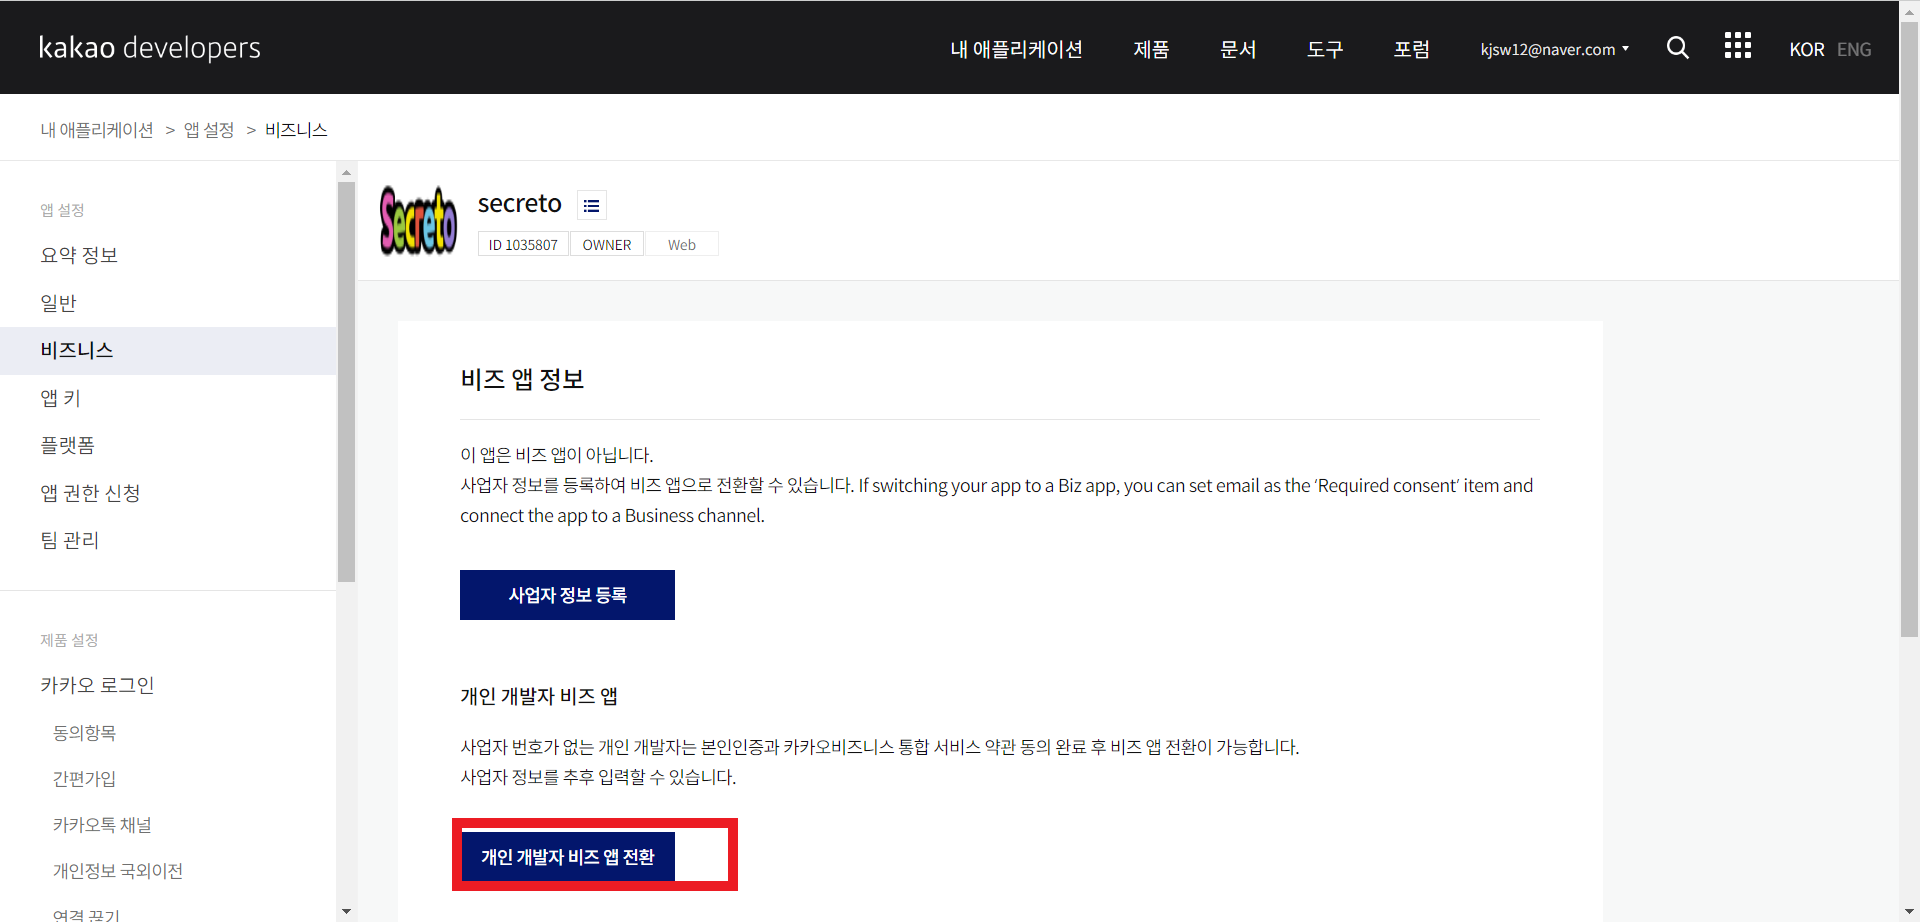 kakao developers
내 애플리케이션 제품 문서 도구 포럼 kjsw12@naver.com KOR ENG
내 애플리케이션 > 앱 설정 > 비즈니스
앱 설정
요약 정보
일반
비즈니스
앱 키
플랫폼
앱 권한 신청
팀 관리
제품 설정
카카오 로그인
동의항목
간편가입
카카오톡 채널
개인정보 국외이전
연결 끊기
Secreto
secreto
ID 1035807 OWNER Web
비즈 앱 정보
이 앱은 비즈 앱이 아닙니다.
사업자 정보를 등록하여 비즈 앱으로 전환할 수 있습니다. If switching your app to a Biz app, you can set email as the ‘Required consent’ item and
connect the app to a Business channel.
사업자 정보 등록
개인 개발자 비즈 앱
사업자 번호가 없는 개인 개발자는 본인인증과 카카오비즈니스 통합 서비스 약관 동의 완료 후 비즈 앱 전환이 가능합니다.
사업자 정보를 추후 입력할 수 있습니다.
개인 개발자 비즈 앱 전환